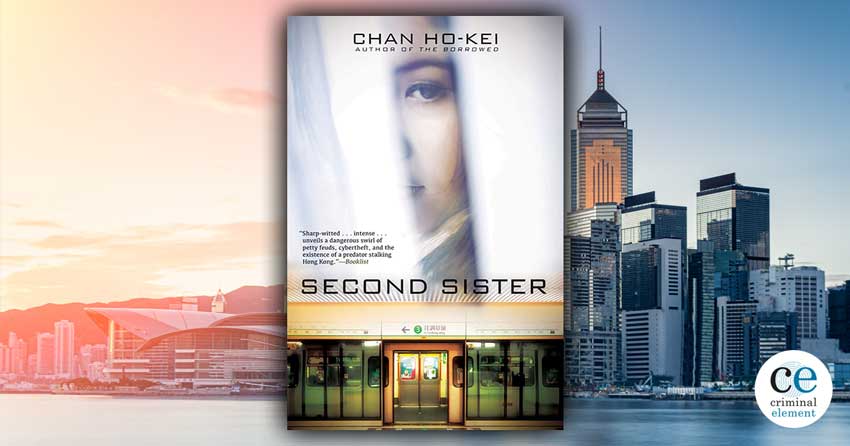 CHAN HO-KEI
AUTHOR OF THE BORROWED
"Sharp-witted . . . intense . . .
unveils a dangerous swirl of
petty feuds, cybertheft, and the
existence of a predator stalking
Hong Kong."—Booklist
SECOND SISTER
ce
criminal
element